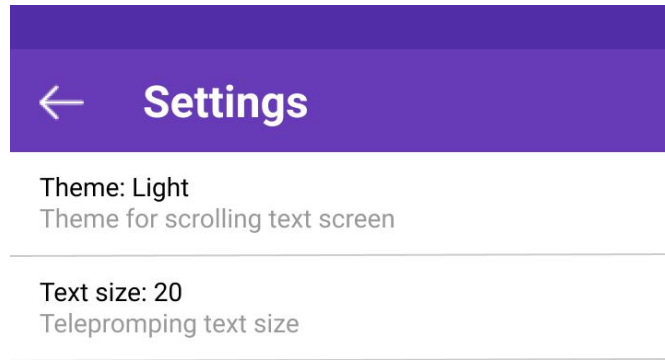 Settings
Theme: Light
Theme for scrolling text screen
Text size: 20
Telepromping text size